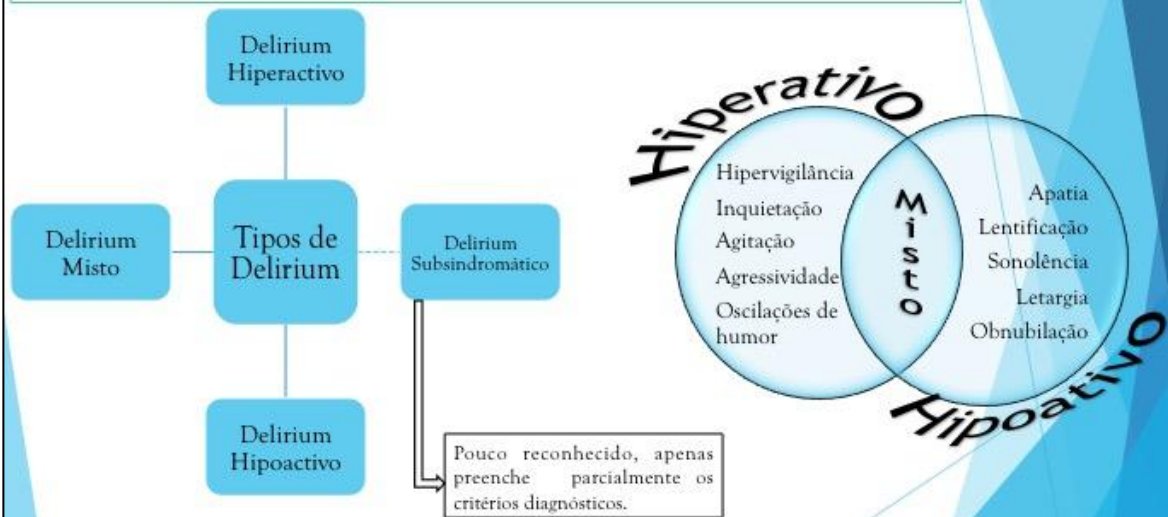 Delirium
Hiperactivo
Delirium
Misto
Tipos de
Delirium
Delirium
Subsindromático
Delirium
Hipoactivo
Pouco reconhecido, apenas
preenche parcialmente os
critérios diagnósticos.
Hiperativo
Hipervigilância
Inquietação
Agitação
Agressividade
Oscilações de
humor
Misto
Apatia
Lentificação
Sonolência
Letargia
Obnubilação
Hipoativo